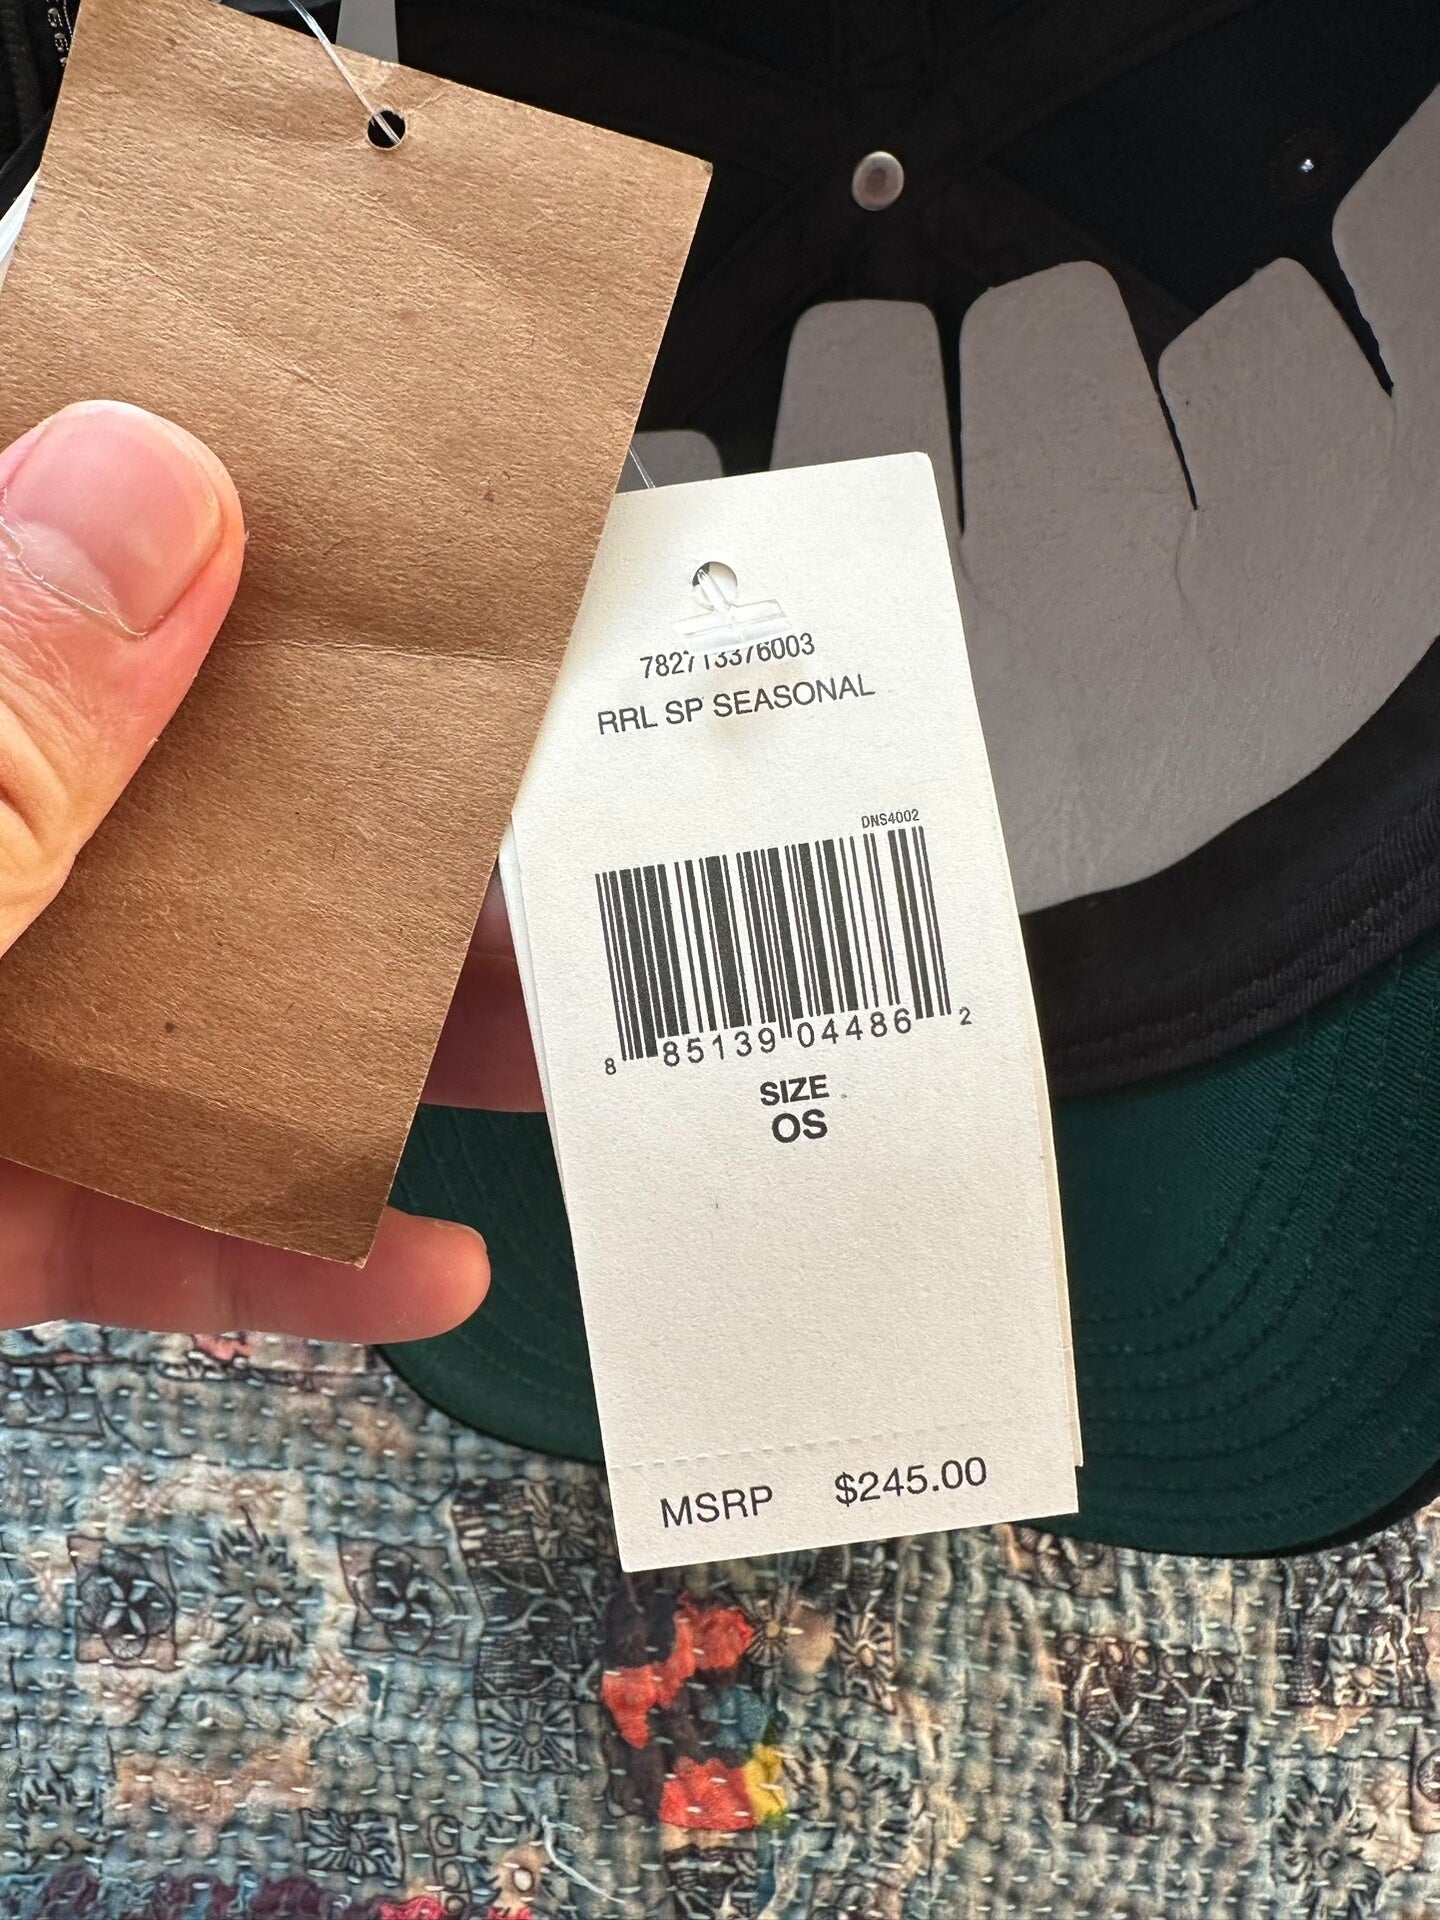 782713376003
RRL SP SEASONAL
DNS4002
8 85139 04486 2
SIZE
OS
MSRP $245.00